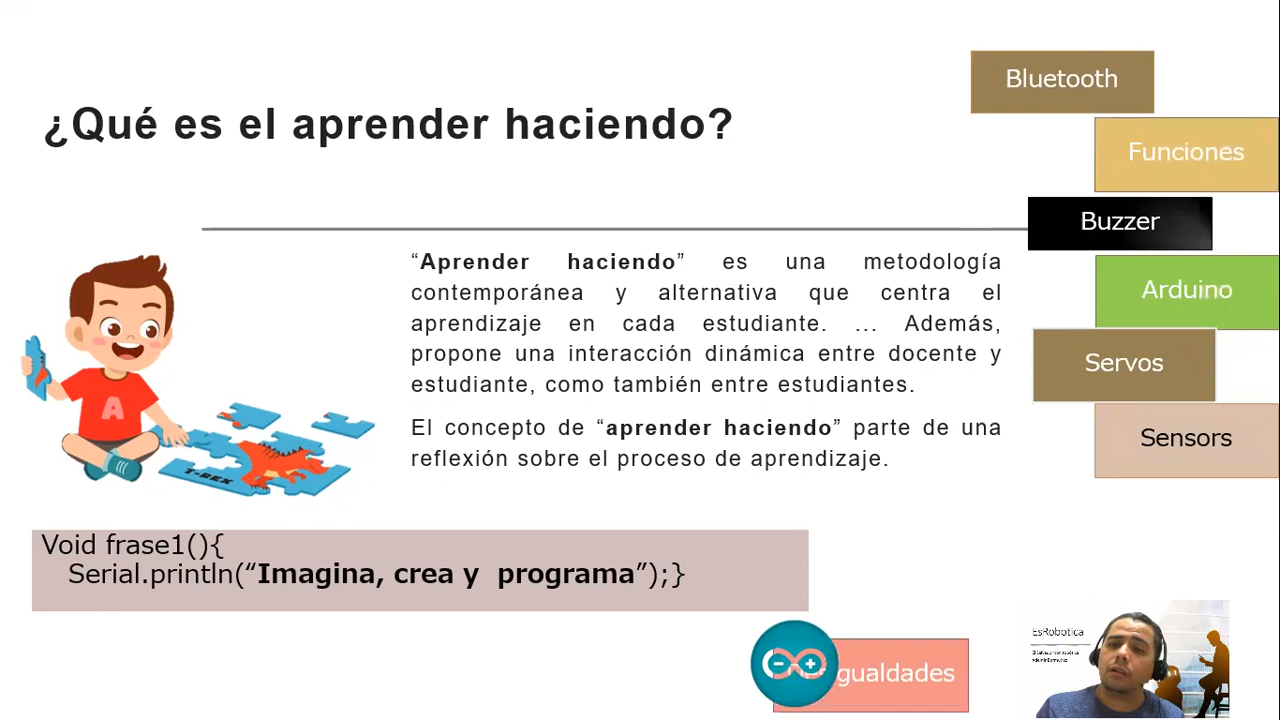 ¿Qué es el aprender haciendo?
Bluetooth
Funciones
Buzzer
Arduino
Servos
Sensors
“Aprender haciendo” es una metodología
contemporánea y alternativa que centra el
aprendizaje en cada estudiante. ... Además,
propone una interacción dinámica entre docente y
estudiante, como también entre estudiantes.
El concepto de “aprender haciendo” parte de una
reflexión sobre el proceso de aprendizaje.
A
T-REX
Void frase1(){
Serial.println(“Imagina, crea y programa”);}
gualdades
EsRobotica